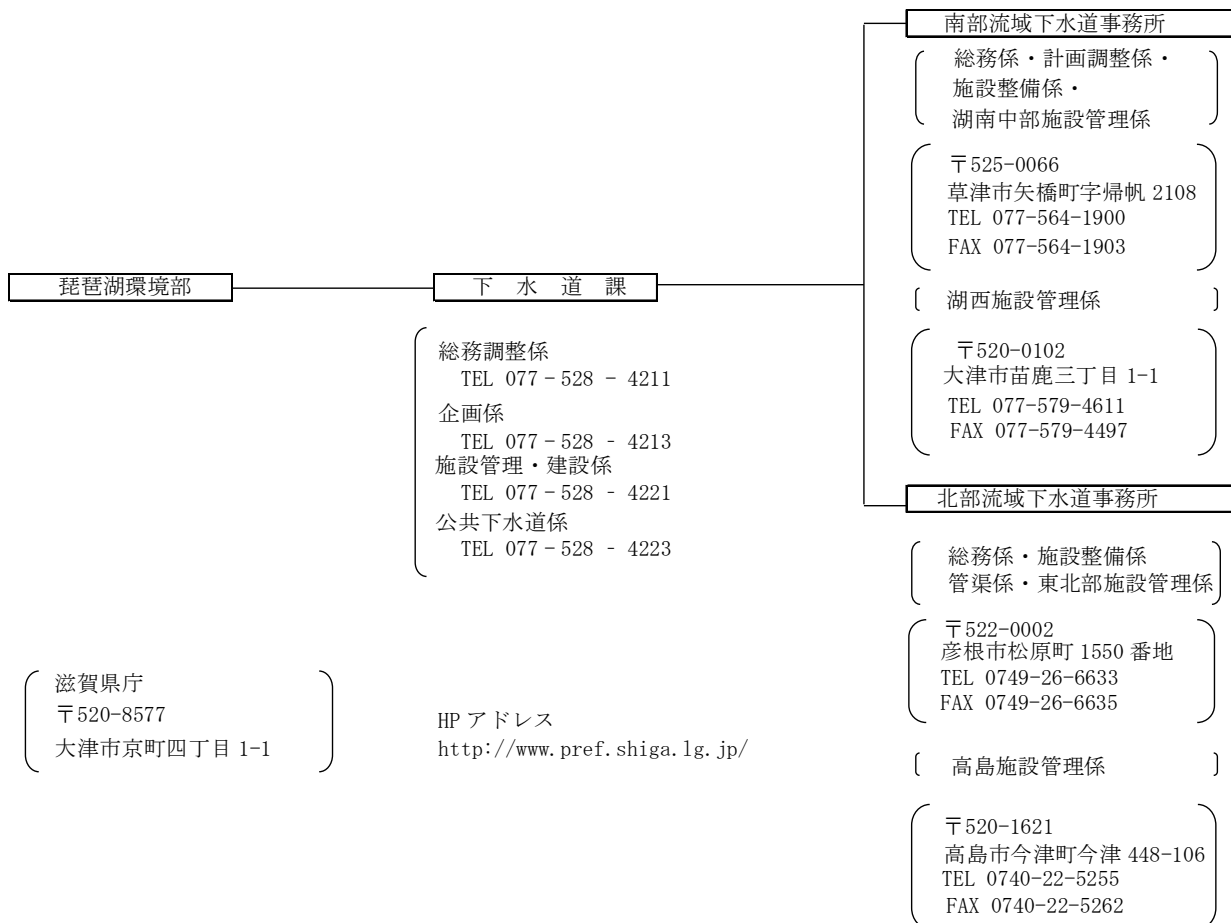 琵琶湖環境部
下 水 道 課
総務調整係
TEL 077-528 - 4211
企画係
TEL 077-528 - 4213
施設管理・建設係
TEL 077-528 - 4221
公共下水道係
TEL 077-528 - 4223
滋賀県庁
〒520-8577
大津市京町四丁目 1-1
HP アドレス
http://www.pref.shiga.lg.jp/
南部流域下水道事務所
総務係・計画調整係・
施設整備係・
湖南中部施設管理係
〒525-0066
草津市矢橋町字帰帆 2108
TEL 077-564-1900
FAX 077-564-1903
湖西施設管理係
〒520-0102
大津市苗鹿三丁目 1-1
TEL 077-579-4611
FAX 077-579-4497
北部流域下水道事務所
総務係・施設整備係
管渠係・東北部施設管理係
〒522-0002
彦根市松原町 1550 番地
TEL 0749-26-6633
FAX 0749-26-6635
高島施設管理係
〒520-1621
高島市今津町今津 448-106
TEL 0740-22-5255
FAX 0740-22-5262